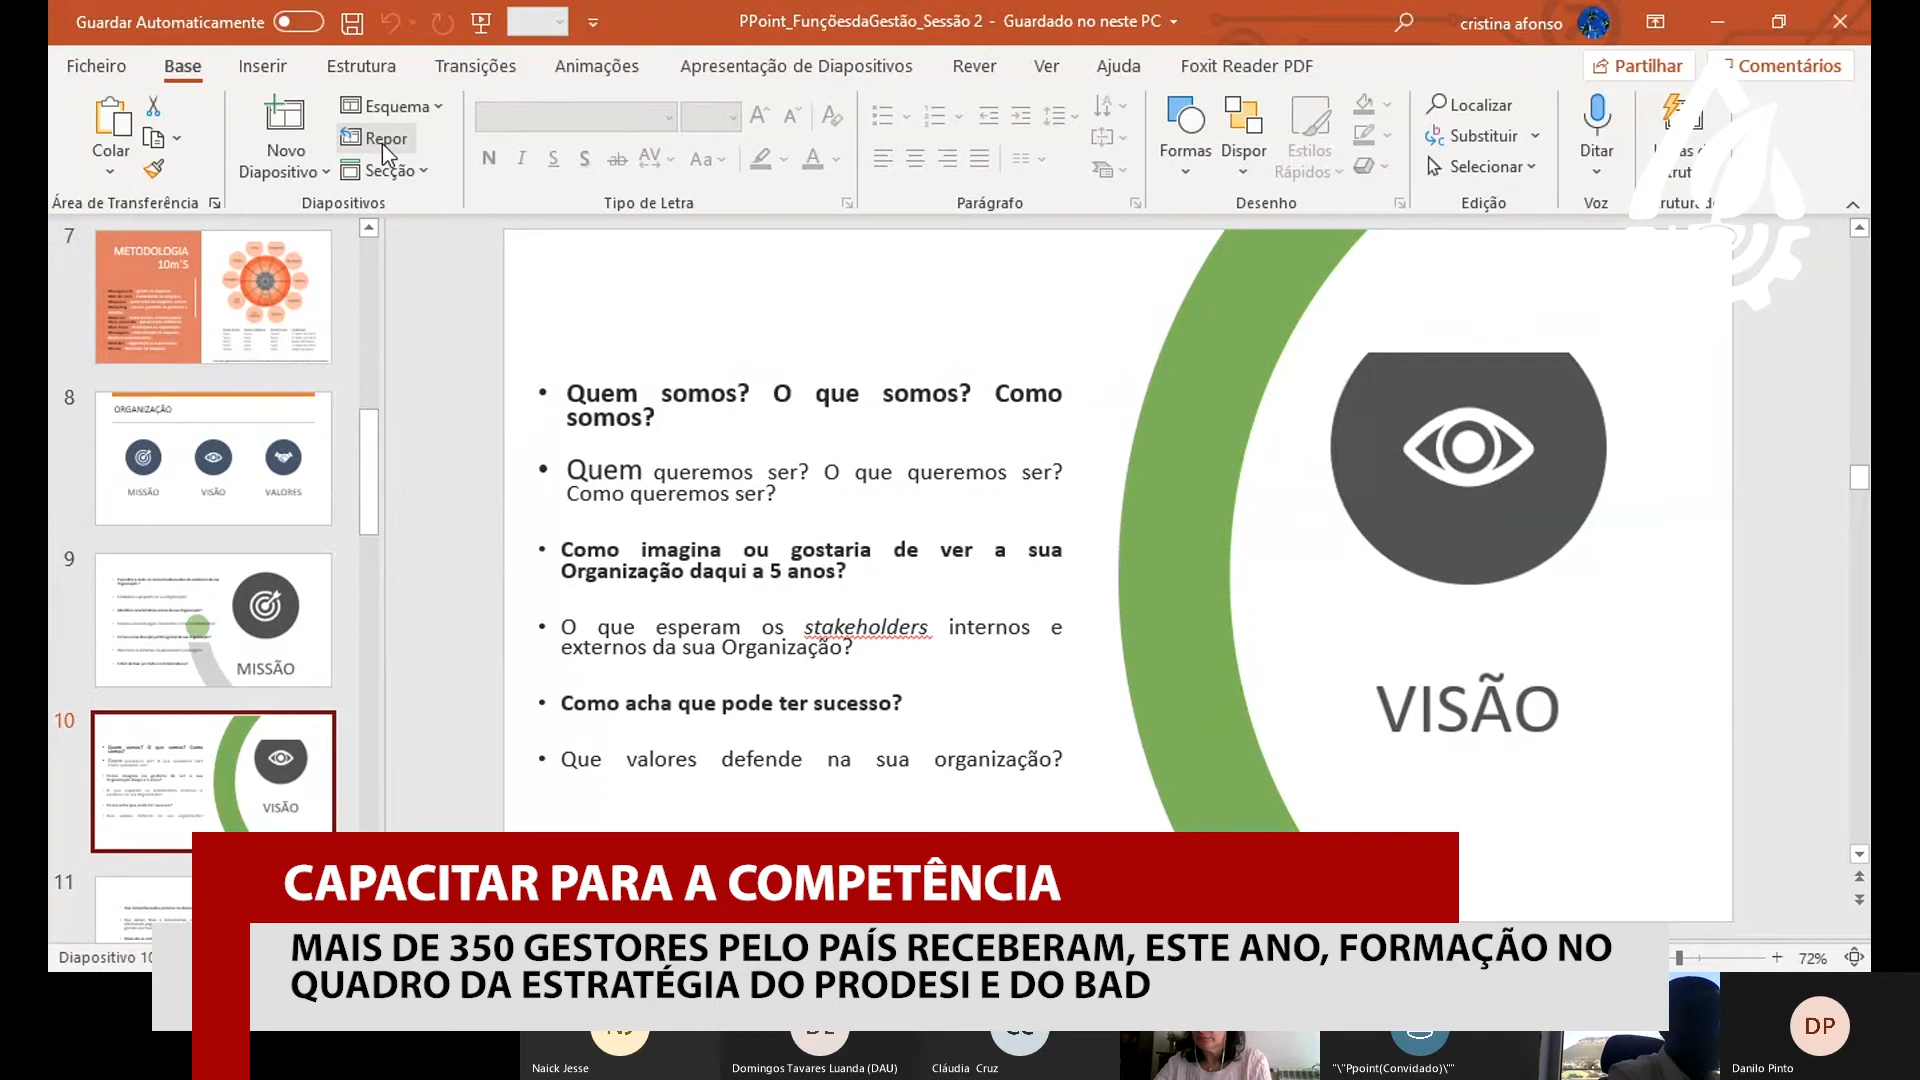 Guardar Automaticamente
PPoint_FunçõesdaGestão_Sessão 2 - Guardado no neste PC
cristina afonso
Ficheiro Base Inserir Estrutura Transições Animações Apresentação de Diapositivos Rever Ver Ajuda Foxit Reader PDF
Partilhar Comentários
Colar
Novo
Diapositivo
Esquema
Repor
Secção
N I S S ab AV Aa A
Formas Dispor Estilos
Rápidos
Localizar
Substituir
Selecionar
Ditar
Área de Transferência Diapositivos Tipo de Letra Parágrafo Desenho Edição Voz
7
METODOLOGIA
10m´S
8
ORGANIZAÇÃO
MISSÃO VISÃO VALORES
9
MISSÃO
10
VISÃO
11
• Quem somos? O que somos? Como
somos?
• Quem queremos ser? O que queremos ser?
Como queremos ser?
• Como imagina ou gostaria de ver a sua
Organização daqui a 5 anos?
• O que esperam os stakeholders internos e
externos da sua Organização?
• Como acha que pode ter sucesso?
• Que valores defende na sua organização?
VISÃO
CAPACITAR PARA A COMPETÊNCIA
MAIS DE 350 GESTORES PELO PAÍS RECEBERAM, ESTE ANO, FORMAÇÃO NO
QUADRO DA ESTRATÉGIA DO PRODESI E DO BAD
Diapositivo 10
72%
DP
Naick Jesse
Domingos Tavares Luanda (DAU)
Cláudia Cruz
"\"Ppoint(Convidado)\""
Danilo Pinto